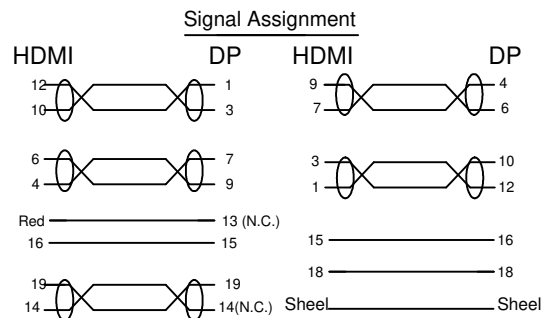 Signal Assignment
HDMI DP HDMI DP
12 1 9 4
10 3 7 6
6 7 3 10
4 9 1 12
Red 13 (N.C.)
16 15 15 16
18 18
19 19
14 14(N.C.) Sheel Sheel